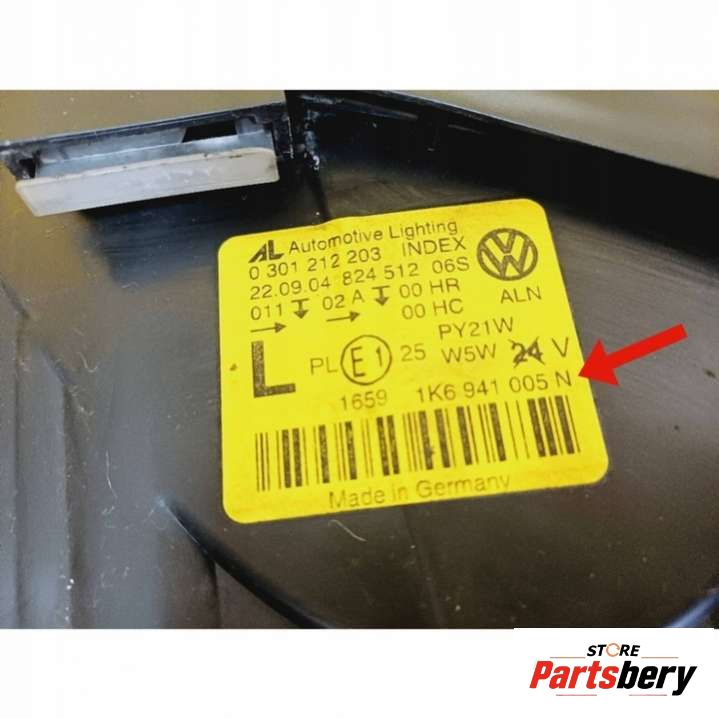 AL Automotive Lighting
0 301 212 203 INDEX
22.09.04 824 512 06S
011 02 A 00 HR
00 HC
ALN
PY21W
L PL E1 25 W5W 24 V
1659 1K6 941 005 N
Made in Germany
STORE
Partsbery